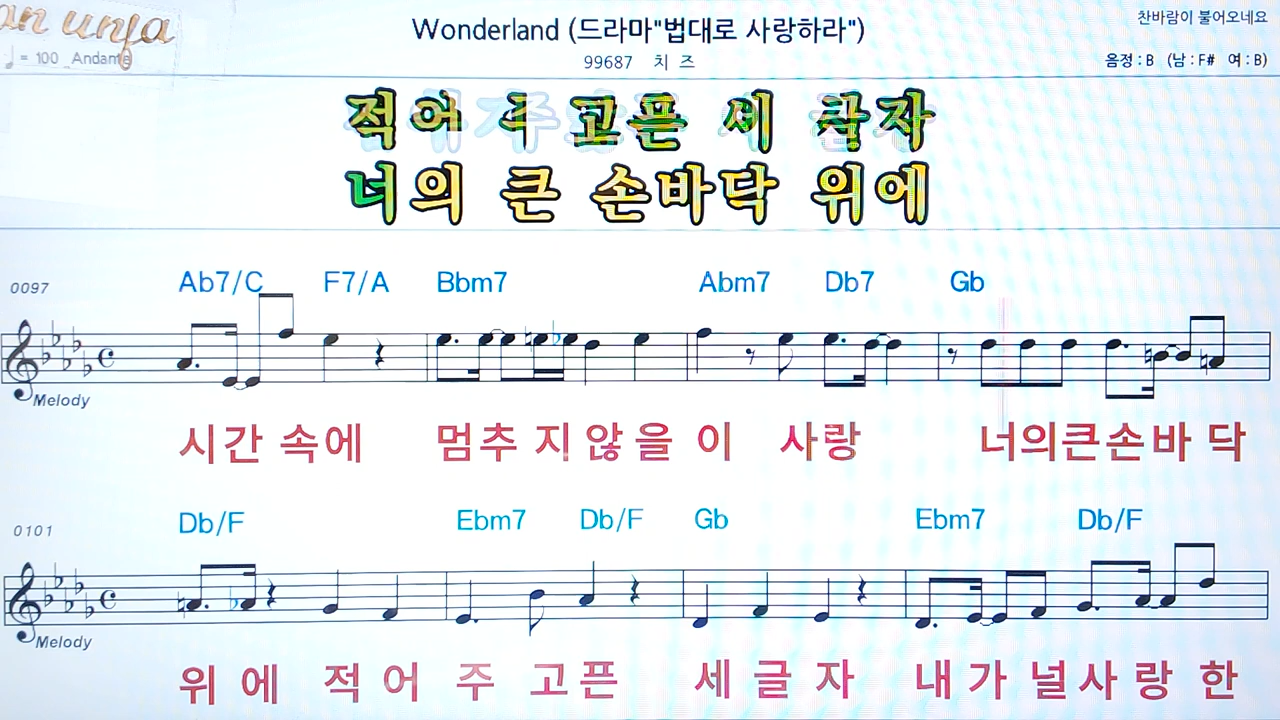 an unja
Wonderland (드라마"법대로 사랑하라")
찬바람이 불어오네요
♩= 100 Andante
99687 치 즈
음정 : B (남 : F# 여 : B)
적어 주 고픈 세 글자
너의 큰 손바닥 위에
0097 Ab7/C F7/A Bbm7 Abm7 Db7 Gb
Melody
시간 속에 멈추 지않을 이 사랑 너의큰손바 닥
0101 Db/F Ebm7 Db/F Gb Ebm7 Db/F
Melody
위에 적어 주 고픈 세글자 내가 널사랑 한